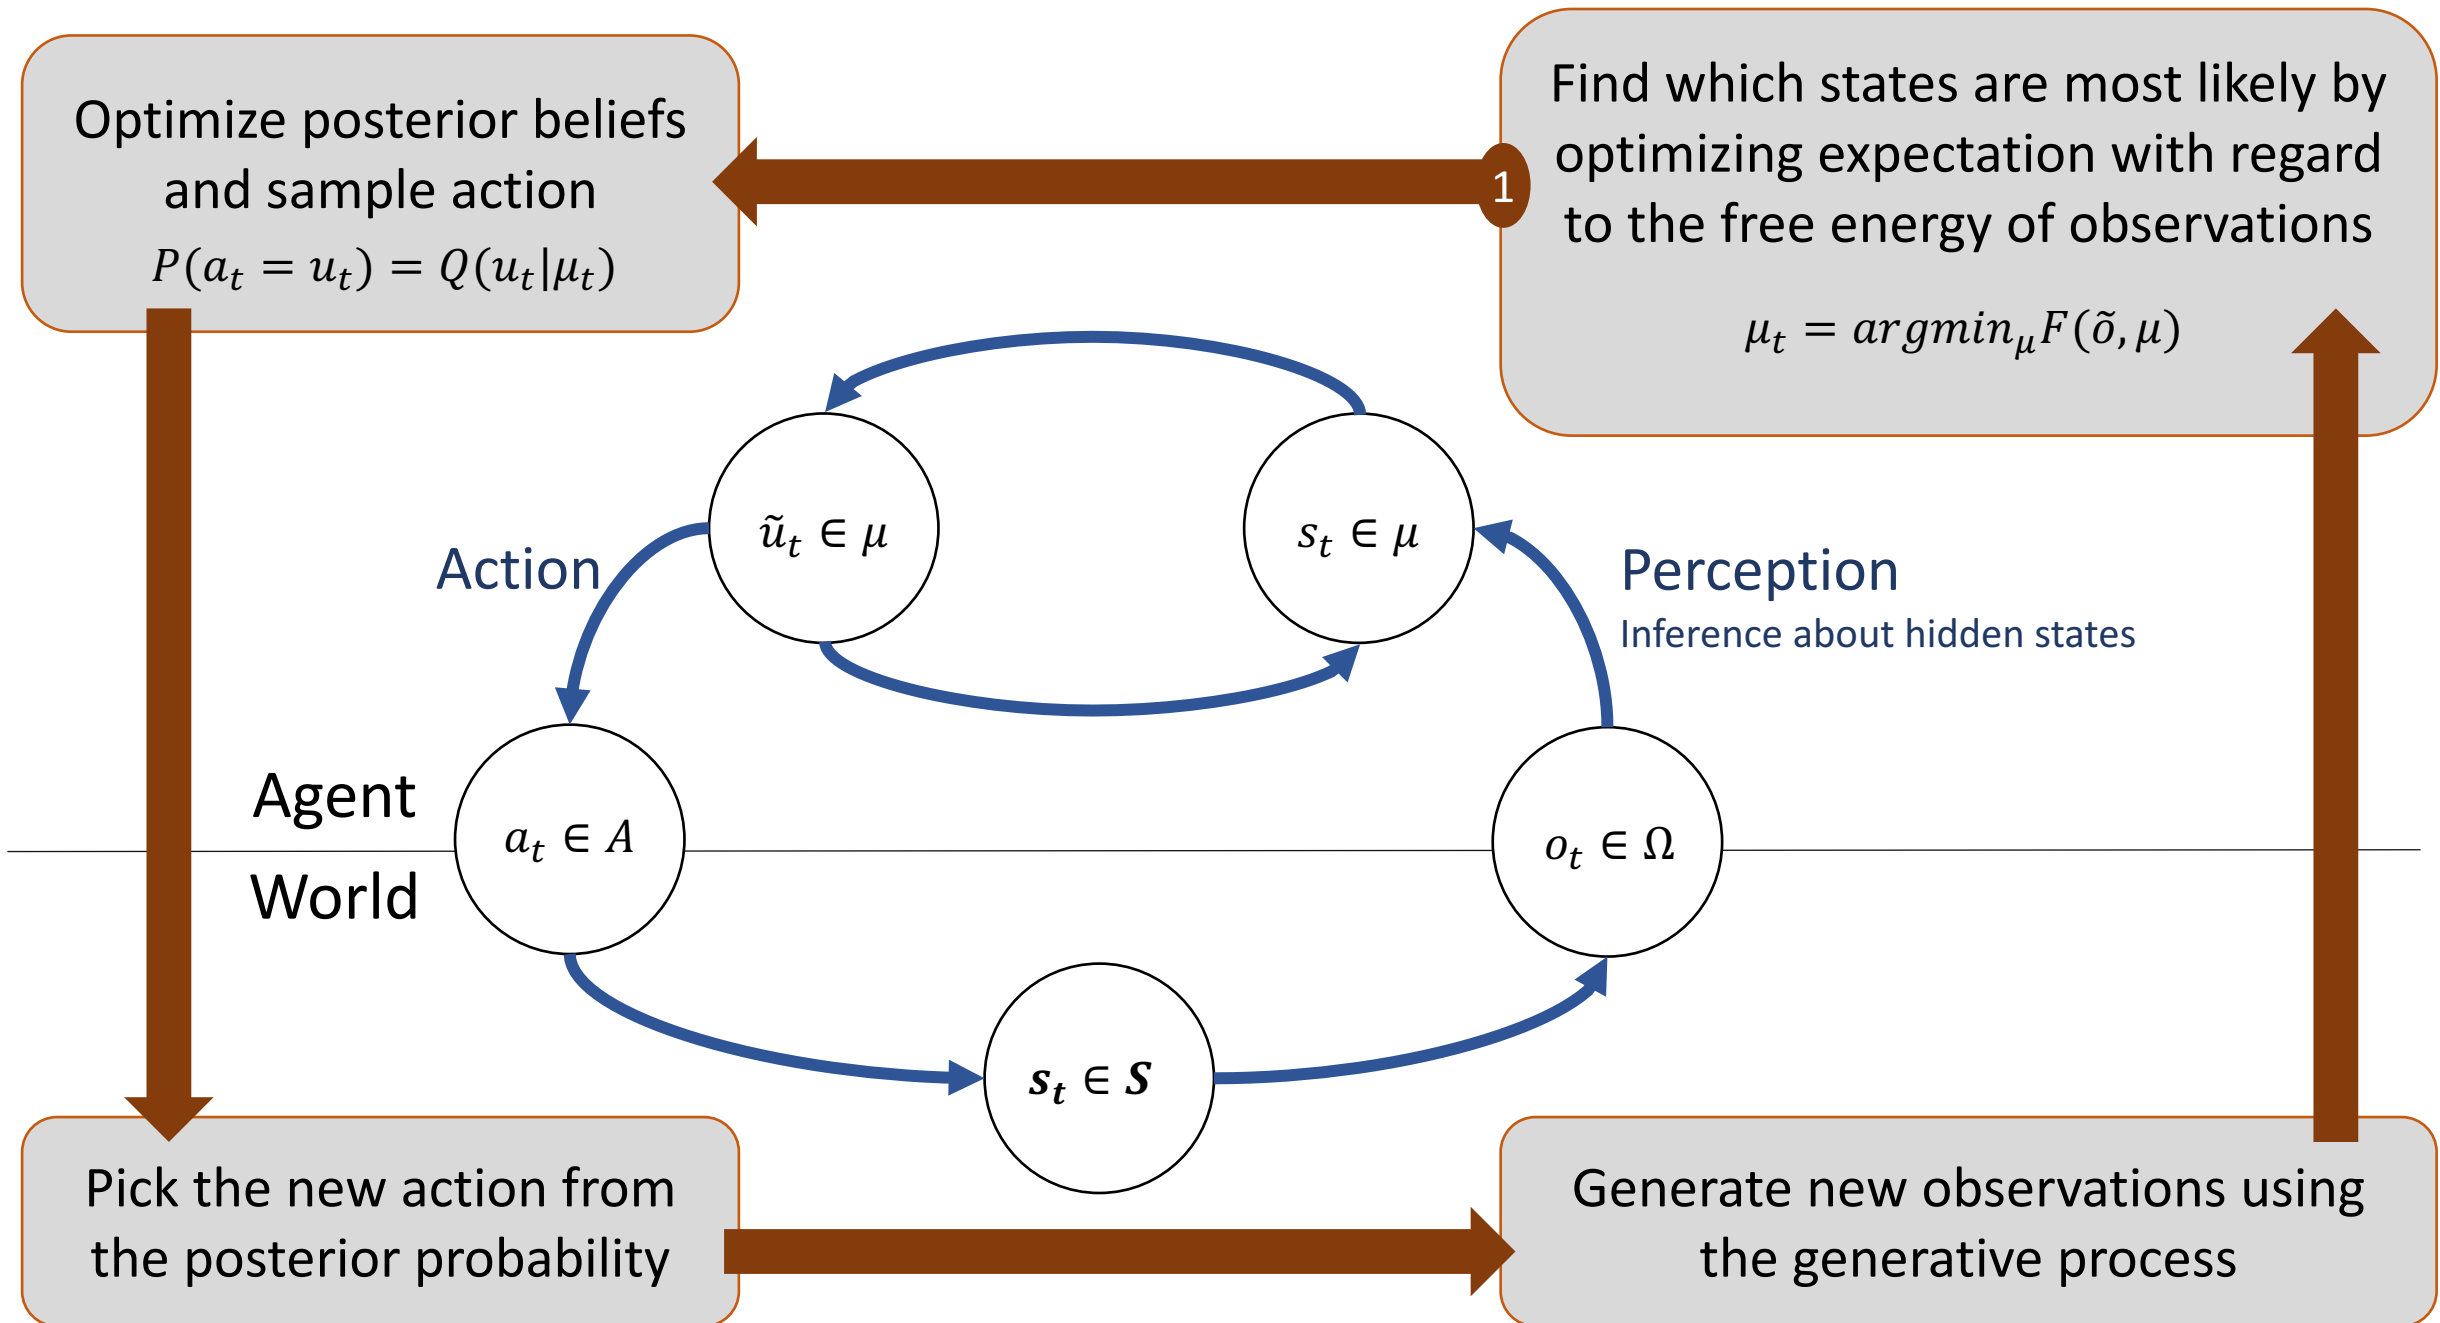 Optimize posterior beliefs
and sample action
P(a_t = u_t) = Q(u_t|μ_t)
1
Find which states are most likely by
optimizing expectation with regard
to the free energy of observations
μ_t = argmin_μ F(õ, μ)
ũ_t ∈ μ
s_t ∈ μ
Action
Perception
Inference about hidden states
Agent
World
a_t ∈ A
o_t ∈ Ω
s_t ∈ S
Pick the new action from
the posterior probability
Generate new observations using
the generative process